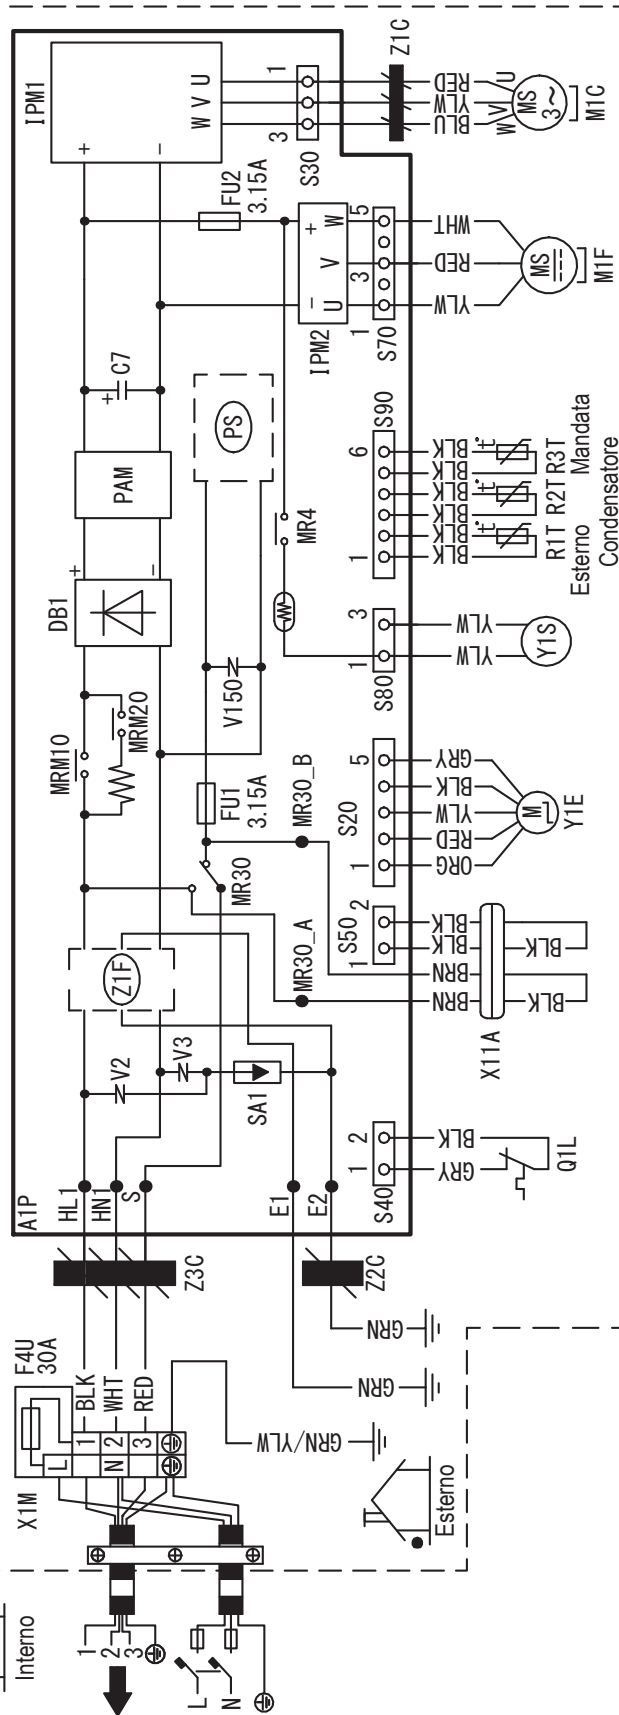 IPM1
+
−
U
V
W
1
3
S30
Z1C
RED
YLW
BLU
U
V
W
MS
3~
M1C
FU2
3.15A
+
−
W
V
U
IPM2
5
3
1
S70
WHT
RED
YLW
MS
M1F
+
C7
PAM
PS
MR4
S90
6
1
BLK
BLK
BLK
BLK
BLK
BLK
t°
t°
t°
R1T
R2T
R3T
Esterno
Mandata
Condensatore
DB1
+
−
V150
S80
3
1
YLW
YLW
Y1S
MRM10
MRM20
FU1
3.15A
MR30_B
MR30
MR30_A
S20
5
1
GRY
BLK
YLW
RED
ORG
M
Y1E
S50
2
1
BLK
BLK
BRN
BRN
BLK
BLK
X11A
Z1F
V2
V3
SA1
S40
2
1
BLK
GRY
Q1L
A1P
HL1
HN1
S
E1
E2
Z3C
Z2C
GRN
GRN
GRN/YLW
F4U
30A
BLK
WHT
RED
X1M
L
1
N
2
3
Esterno
Interno
1
2
3
L
N